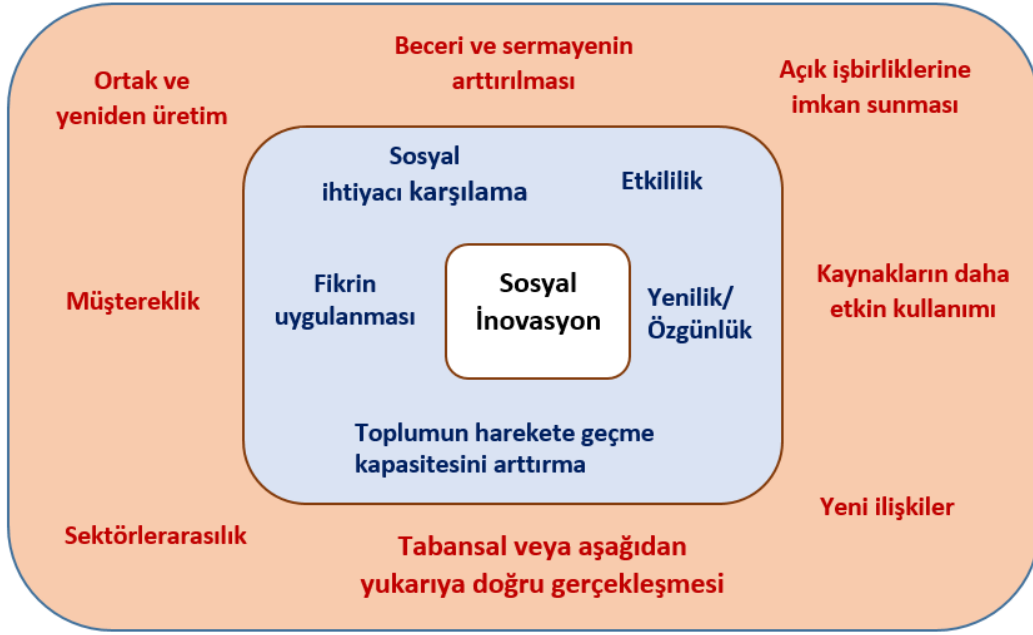 Beceri ve sermayenin
arttırılması
Ortak ve
yeniden üretim
Açık işbirliklerine
imkan sunması
Sosyal
ihtiyacı karşılama
Etkililik
Müştereklik
Fikrin
uygulanması
Sosyal
İnovasyon
Yenilik/
Özgünlük
Kaynakların daha
etkin kullanımı
Toplumun harekete geçme
kapasitesini arttırma
Sektörlerarasılık
Tabansal veya aşağıdan
yukarıya doğru gerçekleşmesi
Yeni ilişkiler